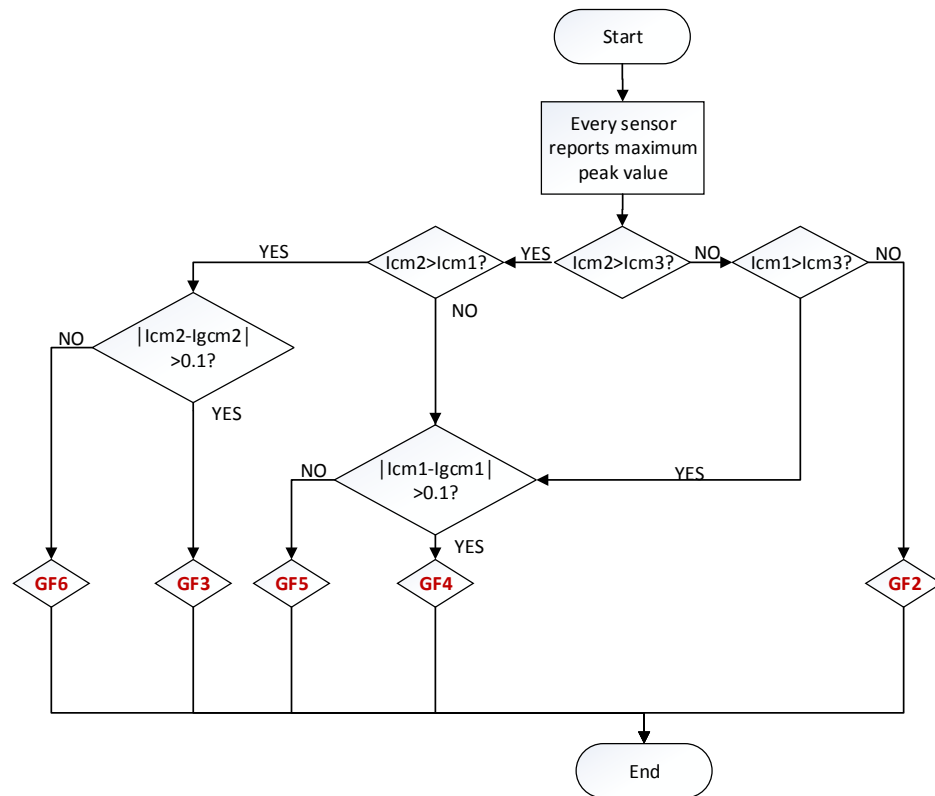 Start
Every sensor
reports maximum
peak value
YES
Icm2>Icm1?
YES
Icm2>Icm3?
NO
Icm1>Icm3?
NO
NO
|Icm2-Igcm2|
>0.1?
NO
YES
NO
|Icm1-Igcm1|
>0.1?
YES
YES
GF6
GF3
GF5
GF4
GF2
End